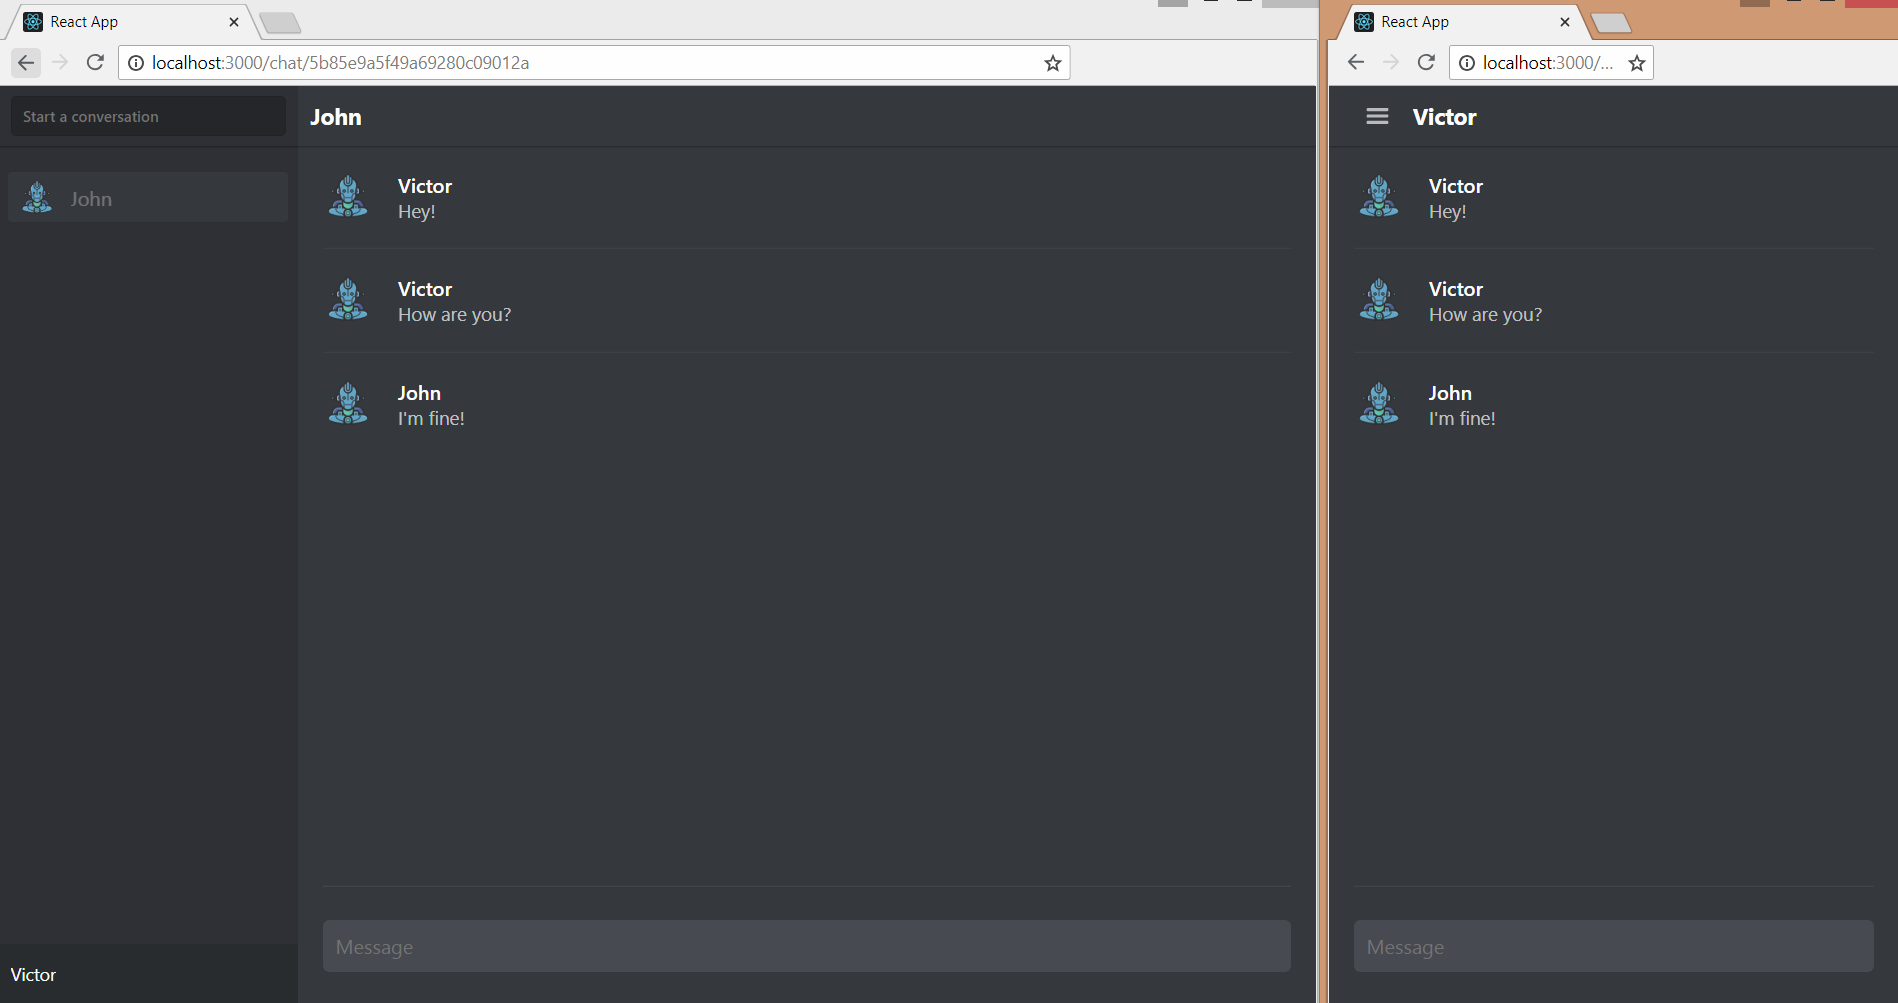 React App
localhost:3000/chat/5b85e9a5f49a69280c09012a
Start a conversation
John
John
Victor
Hey!
Victor
How are you?
John
I'm fine!
Message
Victor
React App
localhost:3000/...
Victor
Victor
Hey!
Victor
How are you?
John
I'm fine!
Message